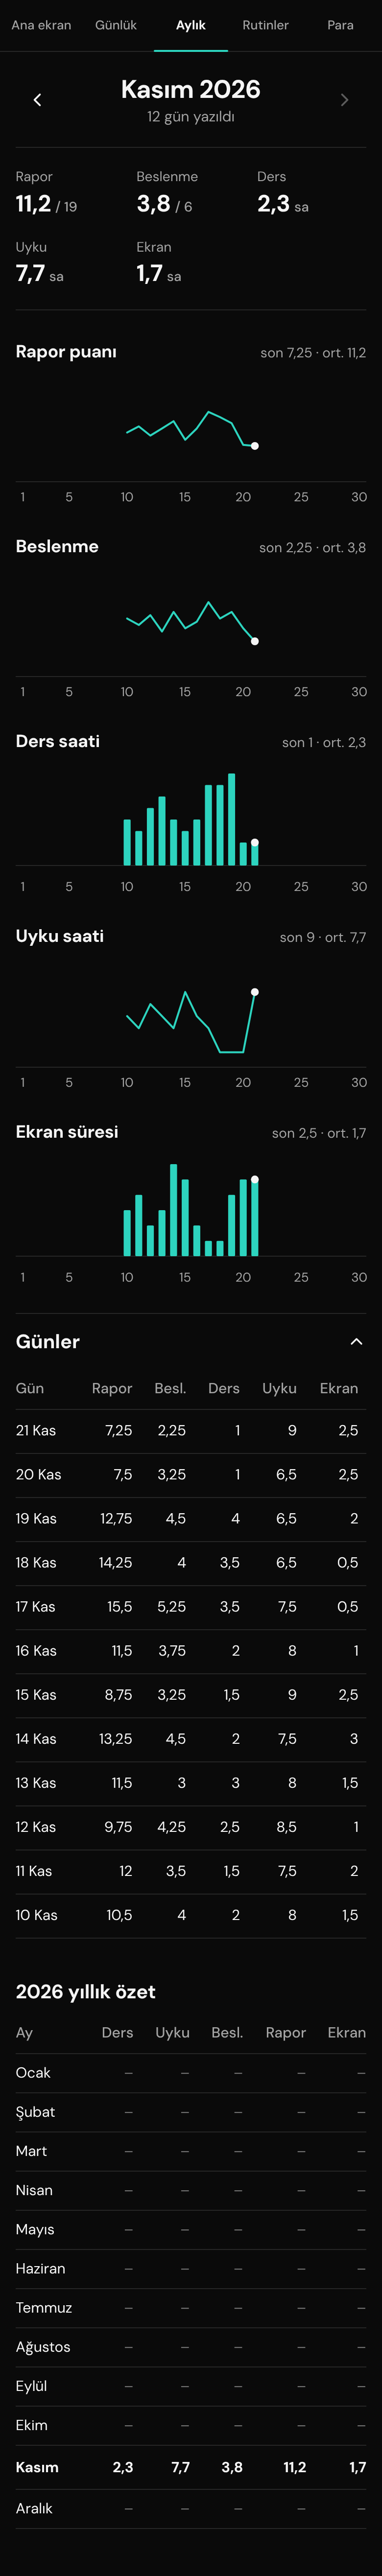 Ana ekran Günlük Aylık Rutinler Para
Kasım 2026
12 gün yazıldı
Rapor Beslenme Ders
11,2 / 19 3,8 / 6 2,3 sa
Uyku Ekran
7,7 sa 1,7 sa
Rapor puanı son 7,25 · ort. 11,2
1 5 10 15 20 25 30
Beslenme son 2,25 · ort. 3,8
1 5 10 15 20 25 30
Ders saati son 1 · ort. 2,3
1 5 10 15 20 25 30
Uyku saati son 9 · ort. 7,7
1 5 10 15 20 25 30
Ekran süresi son 2,5 · ort. 1,7
1 5 10 15 20 25 30
Günler
Gün Rapor Besl. Ders Uyku Ekran
21 Kas 7,25 2,25 1 9 2,5
20 Kas 7,5 3,25 1 6,5 2,5
19 Kas 12,75 4,5 4 6,5 2
18 Kas 14,25 4 3,5 6,5 0,5
17 Kas 15,5 5,25 3,5 7,5 0,5
16 Kas 11,5 3,75 2 8 1
15 Kas 8,75 3,25 1,5 9 2,5
14 Kas 13,25 4,5 2 7,5 3
13 Kas 11,5 3 3 8 1,5
12 Kas 9,75 4,25 2,5 8,5 1
11 Kas 12 3,5 1,5 7,5 2
10 Kas 10,5 4 2 8 1,5
2026 yıllık özet
Ay Ders Uyku Besl. Rapor Ekran
Ocak – – – – –
Şubat – – – – –
Mart – – – – –
Nisan – – – – –
Mayıs – – – – –
Haziran – – – – –
Temmuz – – – – –
Ağustos – – – – –
Eylül – – – – –
Ekim – – – – –
Kasım 2,3 7,7 3,8 11,2 1,7
Aralık – – – – –